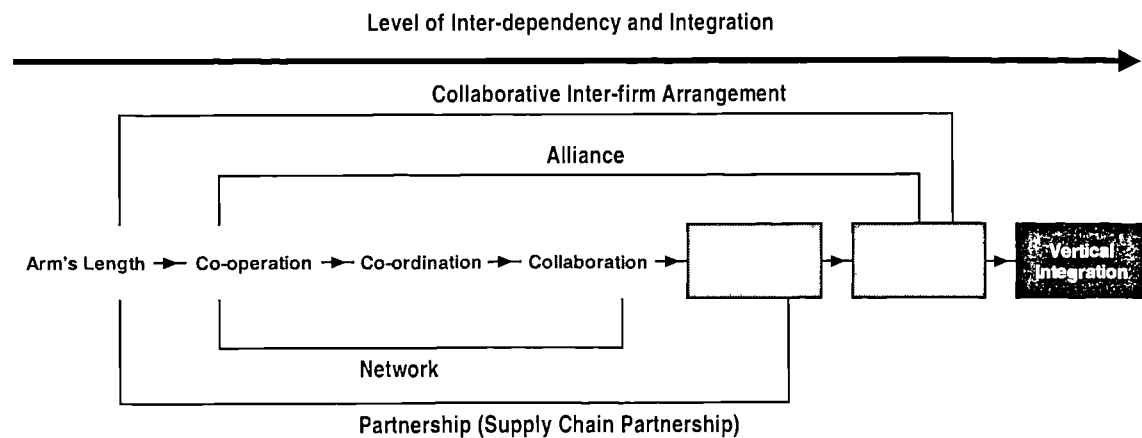 Level of Inter-dependency and Integration
Collaborative Inter-firm Arrangement
Alliance
Arm's Length
Co-operation
Co-ordination
Collaboration
Vertical
Integration
Network
Partnership (Supply Chain Partnership)